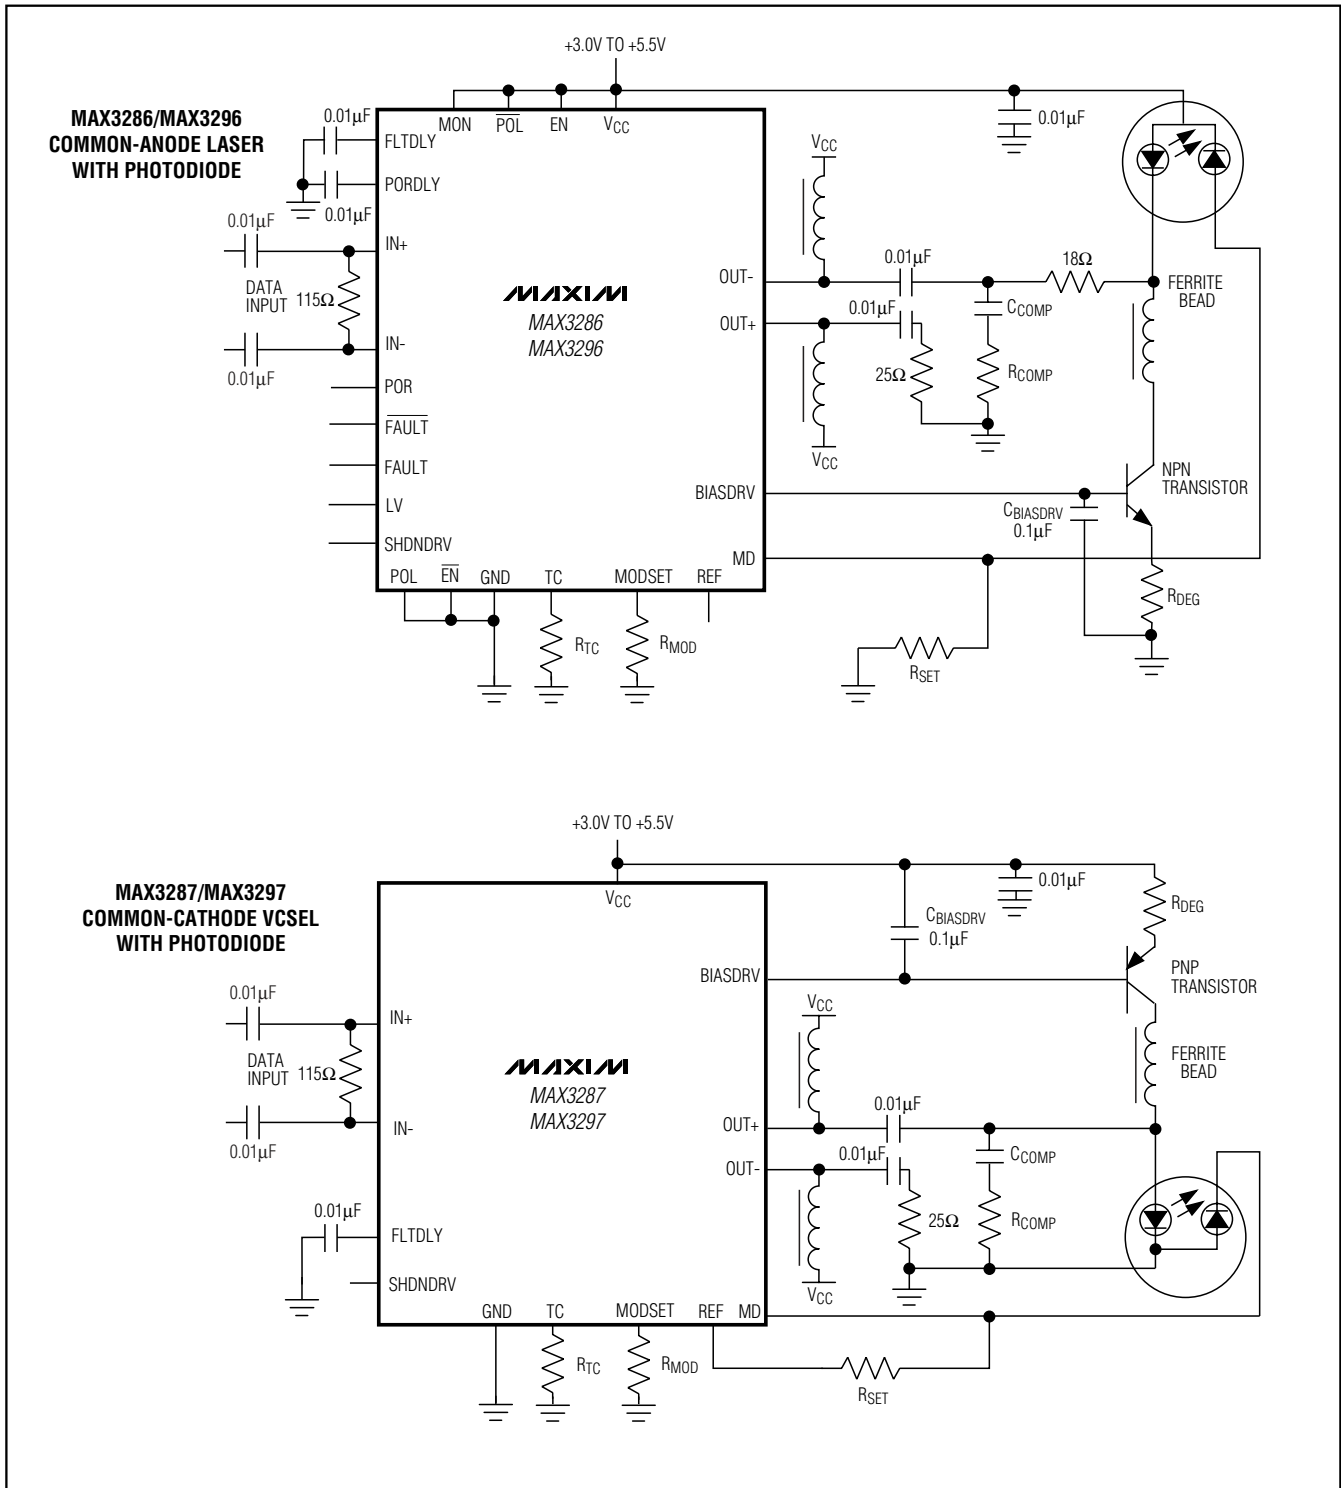 +3.0V TO +5.5V
MAX3286/MAX3296
COMMON-ANODE LASER
WITH PHOTODIODE
0.01µF
MON
POL
EN
VCC
0.01µF
FLTDLY
PORDLY
0.01µF
0.01µF
IN+
DATA
INPUT
115Ω
IN-
0.01µF
POR
FAULT
FAULT
LV
SHDNDRV
MAXIM
MAX3286
MAX3296
VCC
OUT-
0.01µF
18Ω
FERRITE
BEAD
0.01µF
CCOMP
OUT+
25Ω
RCOMP
VCC
NPN
TRANSISTOR
BIASDRV
CBIASDRV
0.1µF
MD
POL
EN
GND
TC
MODSET
REF
RDEG
RTC
RMOD
RSET
+3.0V TO +5.5V
MAX3287/MAX3297
COMMON-CATHODE VCSEL
WITH PHOTODIODE
VCC
0.01µF
RDEG
CBIASDRV
0.1µF
BIASDRV
PNP
TRANSISTOR
0.01µF
IN+
DATA
INPUT
115Ω
IN-
0.01µF
VCC
FERRITE
BEAD
MAXIM
MAX3287
MAX3297
0.01µF
OUT+
0.01µF
CCOMP
OUT-
25Ω
RCOMP
VCC
0.01µF
FLTDLY
SHDNDRV
GND
TC
MODSET
REF
MD
RTC
RMOD
RSET